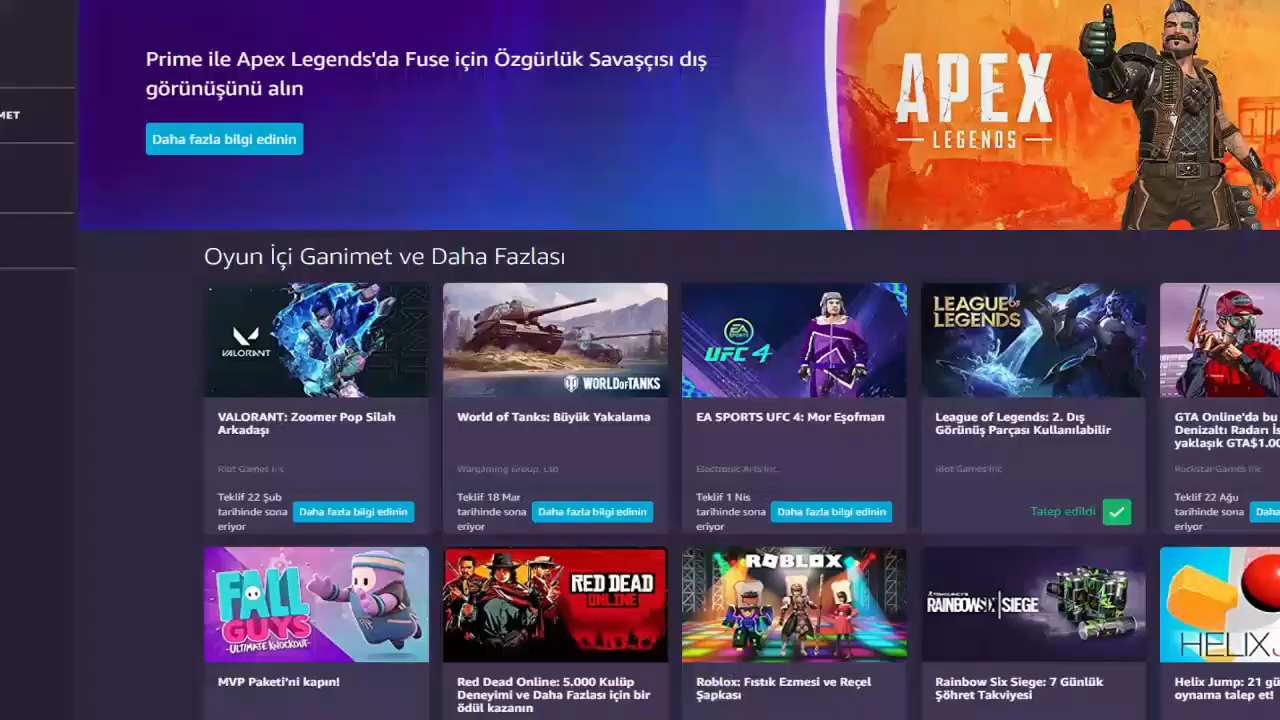 Prime ile Apex Legends'da Fuse için Özgürlük Savaşçısı dış
görünüşünü alın
Daha fazla bilgi edinin
APEX
LEGENDS
MET
Oyun İçi Ganimet ve Daha Fazlası
VALORANT
WORLD OF TANKS
EA SPORTS
UFC 4
LEAGUE OF
LEGENDS
VALORANT: Zoomer Pop Silah
Arkadaşı
Riot Games Inc.
Teklif 22 Şub
tarihinde sona
eriyor
Daha fazla bilgi edinin
World of Tanks: Büyük Yakalama
Wargaming Group. Ltd
Teklif 18 Mar
tarihinde sona
eriyor
Daha fazla bilgi edinin
EA SPORTS UFC 4: Mor Eşofman
Electronic Arts Inc.
Teklif 1 Nis
tarihinde sona
eriyor
Daha fazla bilgi edinin
League of Legends: 2. Dış
Görünüş Parçası Kullanılabilir
Riot Games Inc
Talep edildi
GTA Online'da bu
Denizaltı Radarı İs
yaklaşık GTA$1.00
Rockstar Games Inc
Teklif 22 Ağu
tarihinde sona
eriyor
Daha
FALL
GUYS
-ULTIMATE KNOCKOUT-
MVP Paketi'ni kapın!
RED DEAD
ONLINE
Red Dead Online: 5.000 Kulüp
Deneyimi ve Daha Fazlası için bir
ödül kazanın
ROBLOX
Roblox: Fıstık Ezmesi ve Reçel
Şapkası
TOM CLANCY'S
RAINBOW SIX | SIEGE
Rainbow Six Siege: 7 Günlük
Şöhret Takviyesi
HELIX J
Helix Jump: 21 gü
oynama talep et!